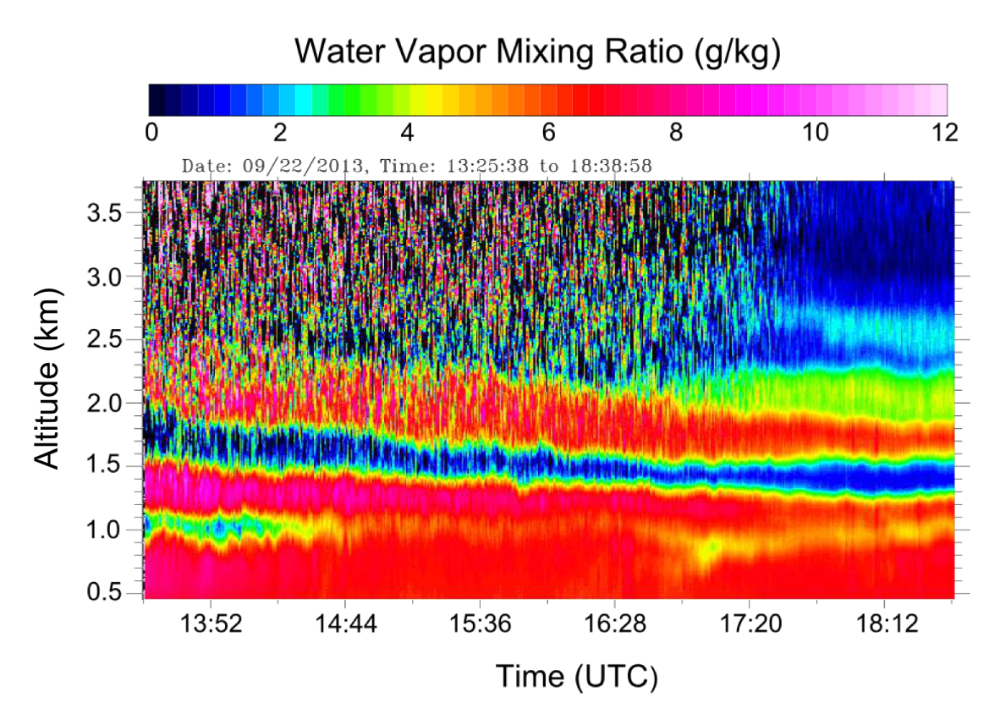 Water Vapor Mixing Ratio (g/kg)
0 2 4 6 8 10 12
Date: 09/22/2013, Time: 13:25:38 to 18:38:58
Altitude (km)
3.5
3.0
2.5
2.0
1.5
1.0
0.5
13:52 14:44 15:36 16:28 17:20 18:12
Time (UTC)